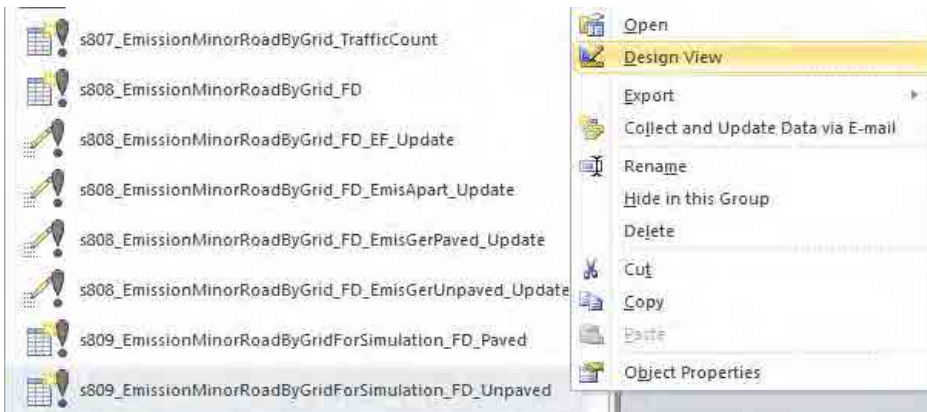 s807_EmissionMinorRoadByGrid_TrafficCount
s808_EmissionMinorRoadByGrid_FD
s808_EmissionMinorRoadByGrid_FD_EF_Update
s808_EmissionMinorRoadByGrid_FD_EmisApart_Update
s808_EmissionMinorRoadByGrid_FD_EmisGerPaved_Update
s808_EmissionMinorRoadByGrid_FD_EmisGerUnpaved_Update
s809_EmissionMinorRoadByGridForSimulation_FD_Paved
s809_EmissionMinorRoadByGridForSimulation_FD_Unpaved
Open
Design View
Export
Collect and Update Data via E-mail
Rename
Hide in this Group
Delete
Cut
Copy
Paste
Object Properties